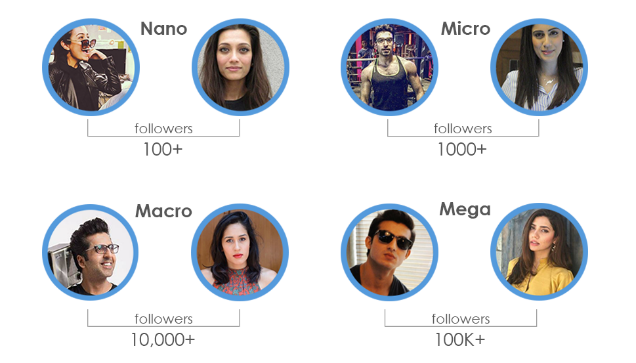 Nano
followers
100+
Micro
followers
1000+
Macro
followers
10,000+
Mega
followers
100K+